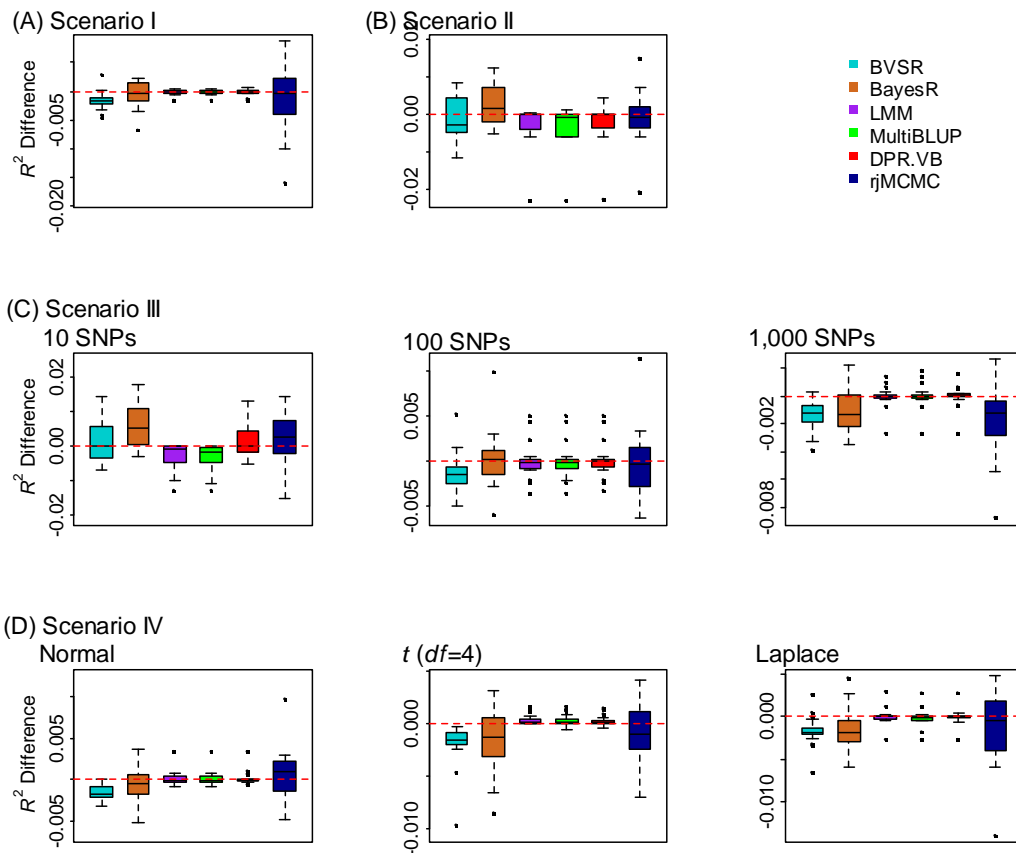 (A) Scenario I
R² Difference
-0.005
-0.020
(B) Scenario II
0.02
0.00
-0.02
BVSR
BayesR
LMM
MultiBLUP
DPR.VB
rjMCMC
(C) Scenario III
10 SNPs
R² Difference
0.02
0.00
-0.02
100 SNPs
0.005
-0.005
1,000 SNPs
-0.002
-0.008
(D) Scenario IV
Normal
R² Difference
0.005
-0.005
t (df=4)
0.000
-0.010
Laplace
0.000
-0.010